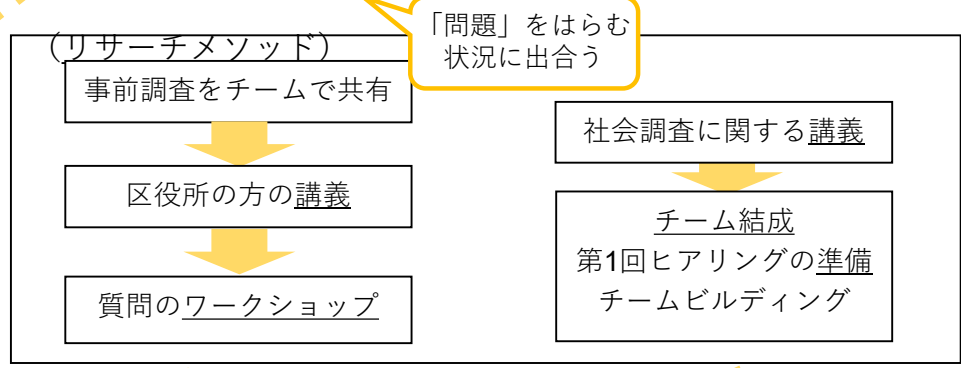 「問題」をはらむ
状況に出合う
（リサーチメソッド）
事前調査をチームで共有
区役所の方の講義
質問のワークショップ
社会調査に関する講義
チーム結成
第1回ヒアリングの準備
チームビルディング